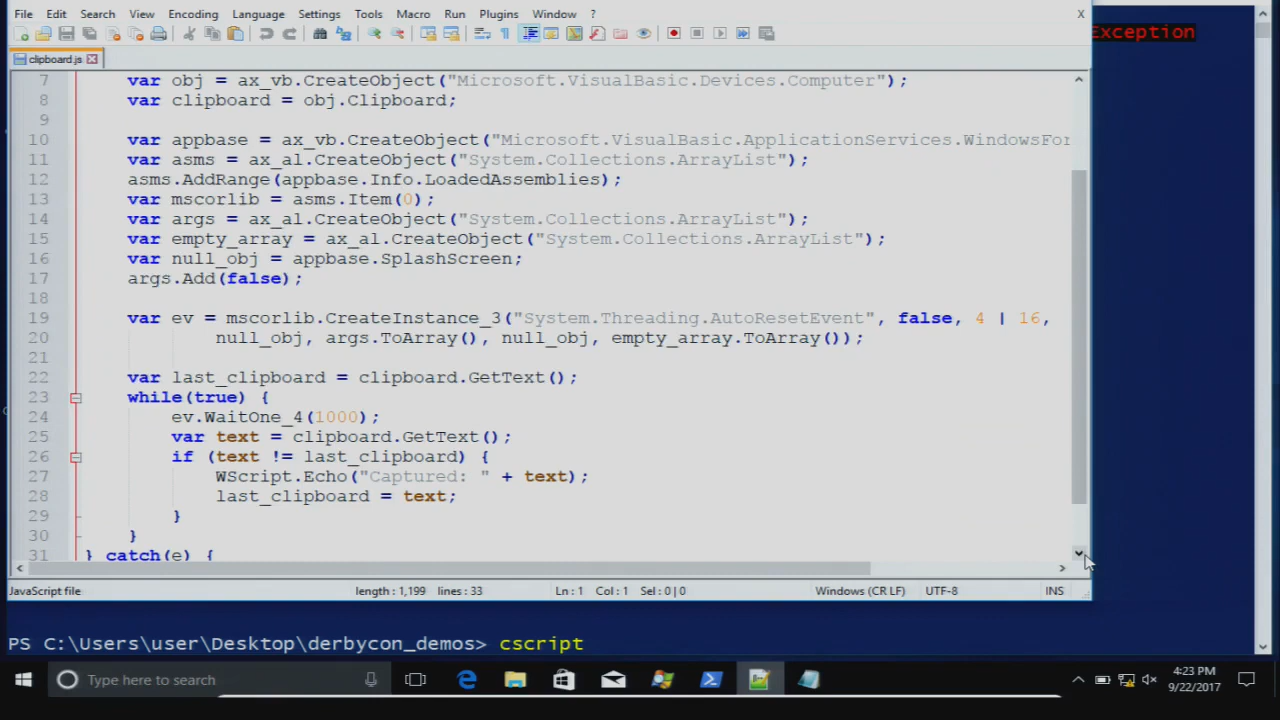 File Edit Search View Encoding Language Settings Tools Macro Run Plugins Window ? X
clipboard.js
Exception
7 var obj = ax_vb.CreateObject("Microsoft.VisualBasic.Devices.Computer");
8 var clipboard = obj.Clipboard;
9
10 var appbase = ax_vb.CreateObject("Microsoft.VisualBasic.ApplicationServices.WindowsFor
11 var asms = ax_al.CreateObject("System.Collections.ArrayList");
12 asms.AddRange(appbase.Info.LoadedAssemblies);
13 var mscorlib = asms.Item(0);
14 var args = ax_al.CreateObject("System.Collections.ArrayList");
15 var empty_array = ax_al.CreateObject("System.Collections.ArrayList");
16 var null_obj = appbase.SplashScreen;
17 args.Add(false);
18
19 var ev = mscorlib.CreateInstance_3("System.Threading.AutoResetEvent", false, 4 | 16,
20 null_obj, args.ToArray(), null_obj, empty_array.ToArray());
21
22 var last_clipboard = clipboard.GetText();
23 while(true) {
24 ev.WaitOne_4(1000);
25 var text = clipboard.GetText();
26 if (text != last_clipboard) {
27 WScript.Echo("Captured: " + text);
28 last_clipboard = text;
29 }
30 }
31 } catch(e) {
JavaScript file length : 1,199 lines : 33 Ln : 1 Col : 1 Sel : 0 | 0 Windows (CR LF) UTF-8 INS
PS C:\Users\user\Desktop\derbycon_demos> cscript
Type here to search
4:23 PM
9/22/2017